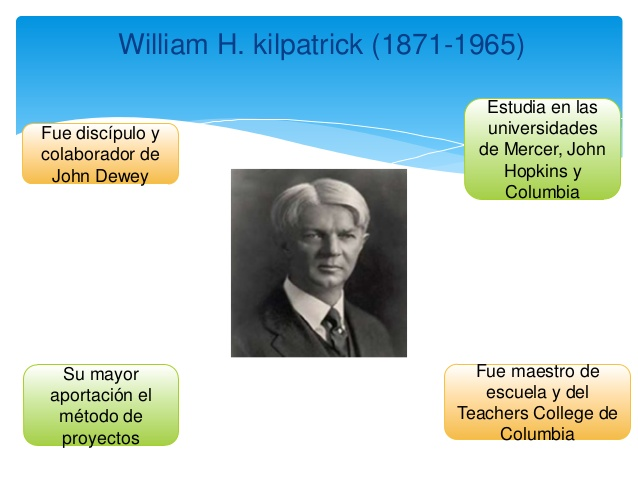 William H. kilpatrick (1871-1965)
Fue discípulo y
colaborador de
John Dewey
Estudia en las
universidades
de Mercer, John
Hopkins y
Columbia
Su mayor
aportación el
método de
proyectos
Fue maestro de
escuela y del
Teachers College de
Columbia